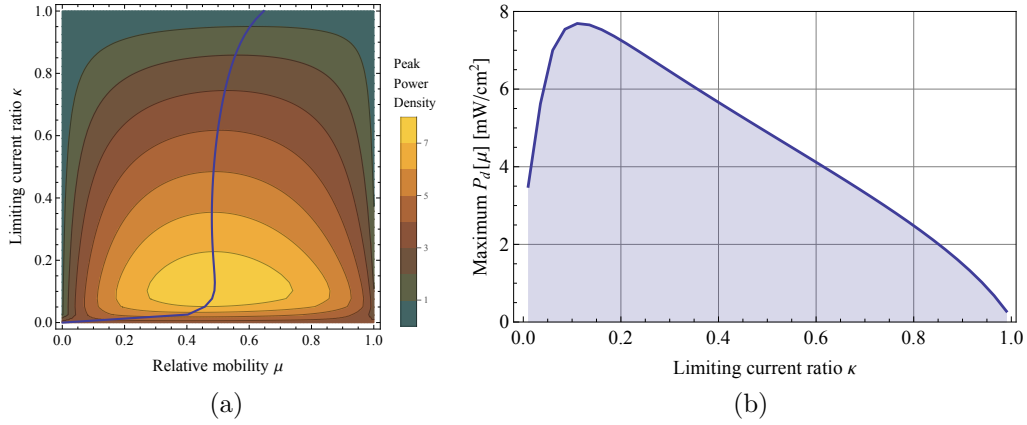 1.0
0.8
0.6
0.4
0.2
0.0
Limiting current ratio κ
0.0 0.2 0.4 0.6 0.8 1.0
Relative mobility μ
Peak
Power
Density
7
5
3
1
(a)
8
6
4
2
0
Maximum P_d[μ] [mW/cm²]
0.0 0.2 0.4 0.6 0.8 1.0
Limiting current ratio κ
(b)